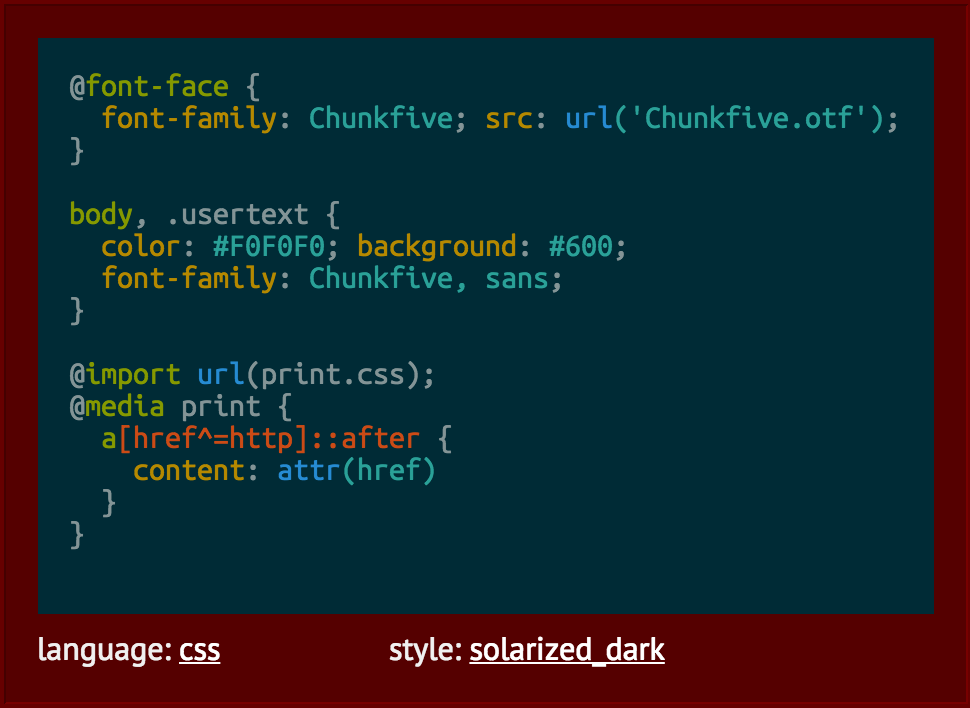 @font-face {
  font-family: Chunkfive; src: url('Chunkfive.otf');
}

body, .usertext {
  color: #F0F0F0; background: #600;
  font-family: Chunkfive, sans;
}

@import url(print.css);
@media print {
  a[href^=http]::after {
    content: attr(href)
  }
}
language: css style: solarized_dark